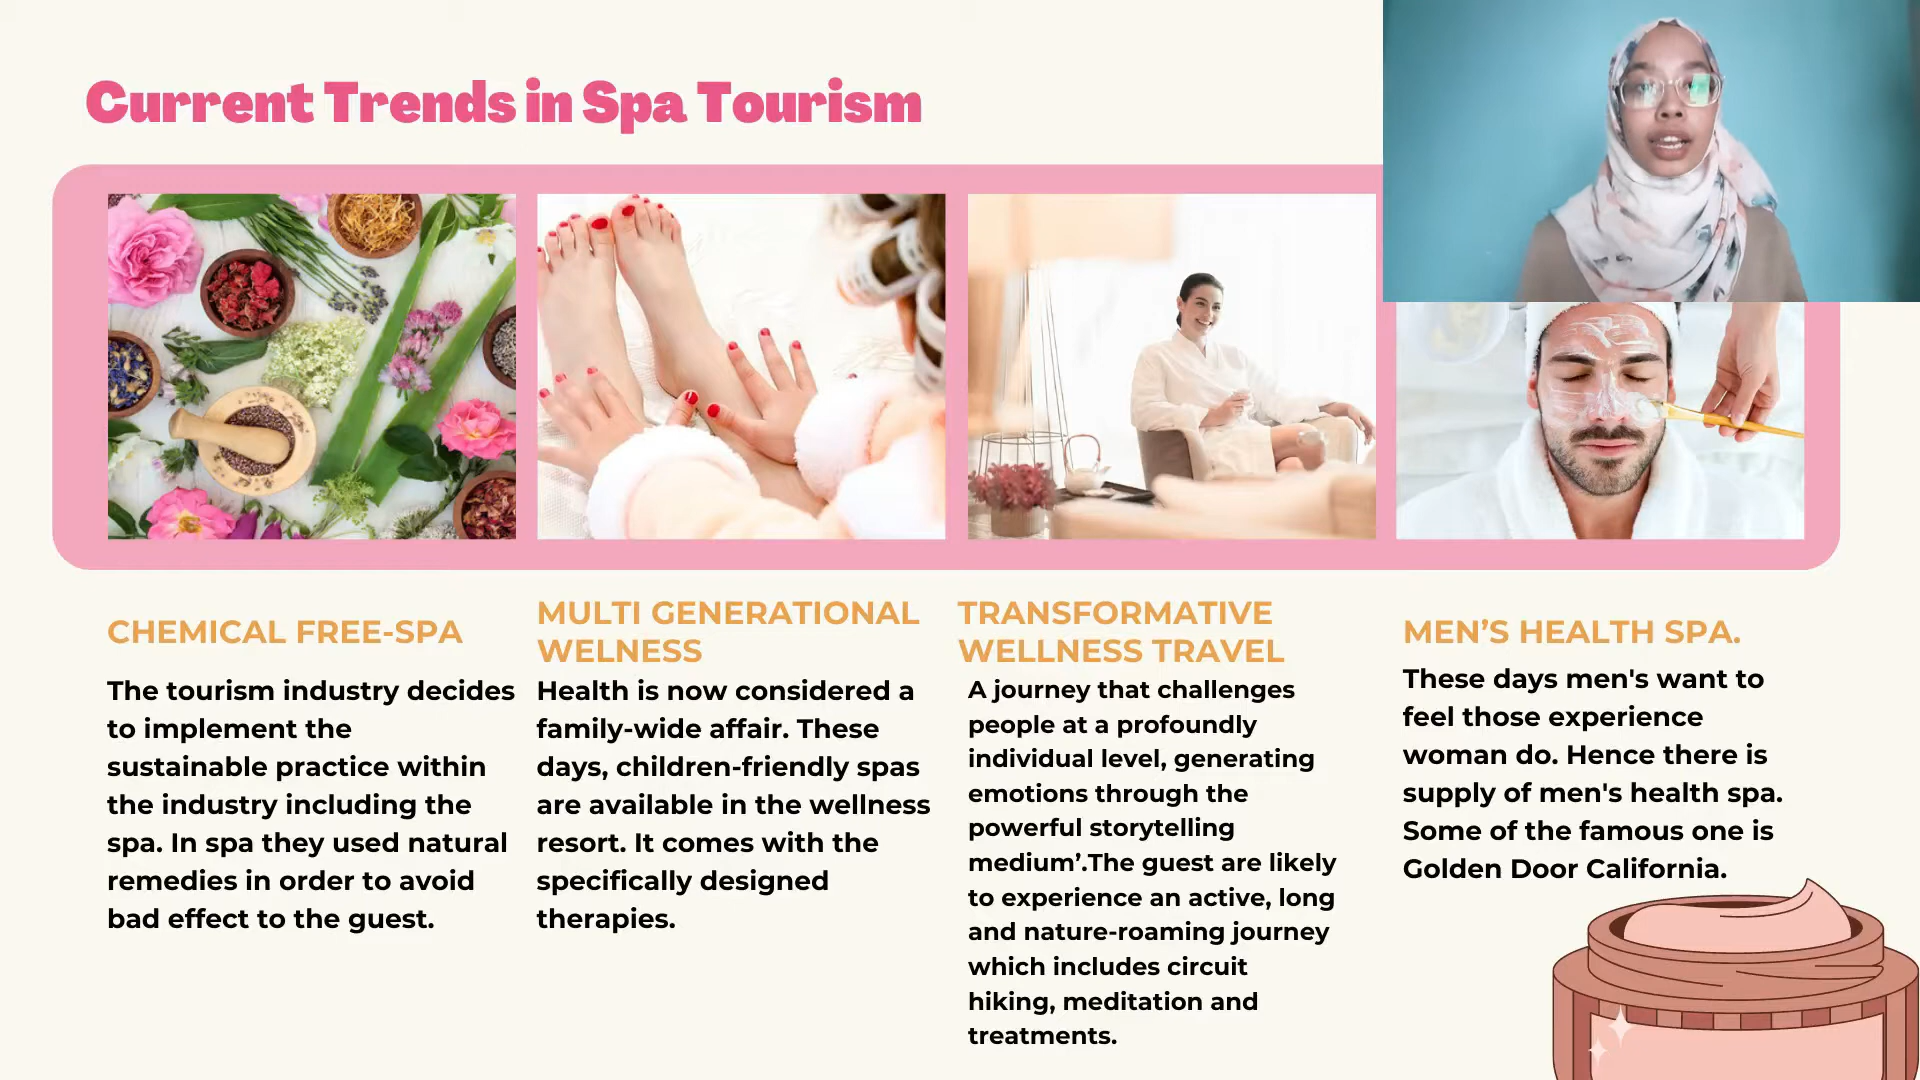 Current Trends in Spa Tourism
CHEMICAL FREE-SPA
The tourism industry decides
to implement the
sustainable practice within
the industry including the
spa. In spa they used natural
remedies in order to avoid
bad effect to the guest.
MULTI GENERATIONAL
WELNESS
Health is now considered a
family-wide affair. These
days, children-friendly spas
are available in the wellness
resort. It comes with the
specifically designed
therapies.
TRANSFORMATIVE
WELLNESS TRAVEL
A journey that challenges
people at a profoundly
individual level, generating
emotions through the
powerful storytelling
medium’.The guest are likely
to experience an active, long
and nature-roaming journey
which includes circuit
hiking, meditation and
treatments.
MEN’S HEALTH SPA.
These days men's want to
feel those experience
woman do. Hence there is
supply of men's health spa.
Some of the famous one is
Golden Door California.